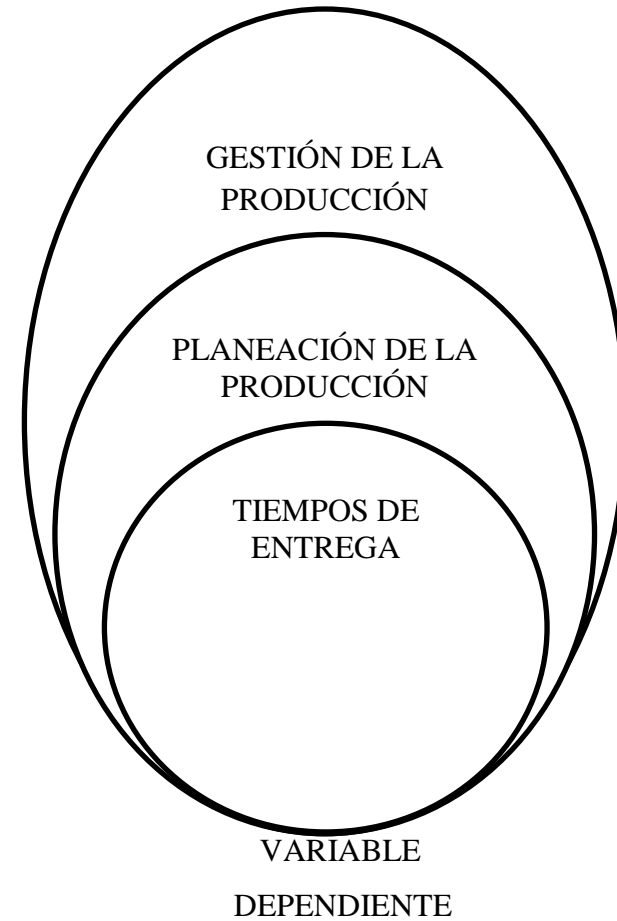 GESTIÓN DE LA
PRODUCCIÓN
PLANEACIÓN DE LA
PRODUCCIÓN
TIEMPOS DE
ENTREGA
VARIABLE
DEPENDIENTE